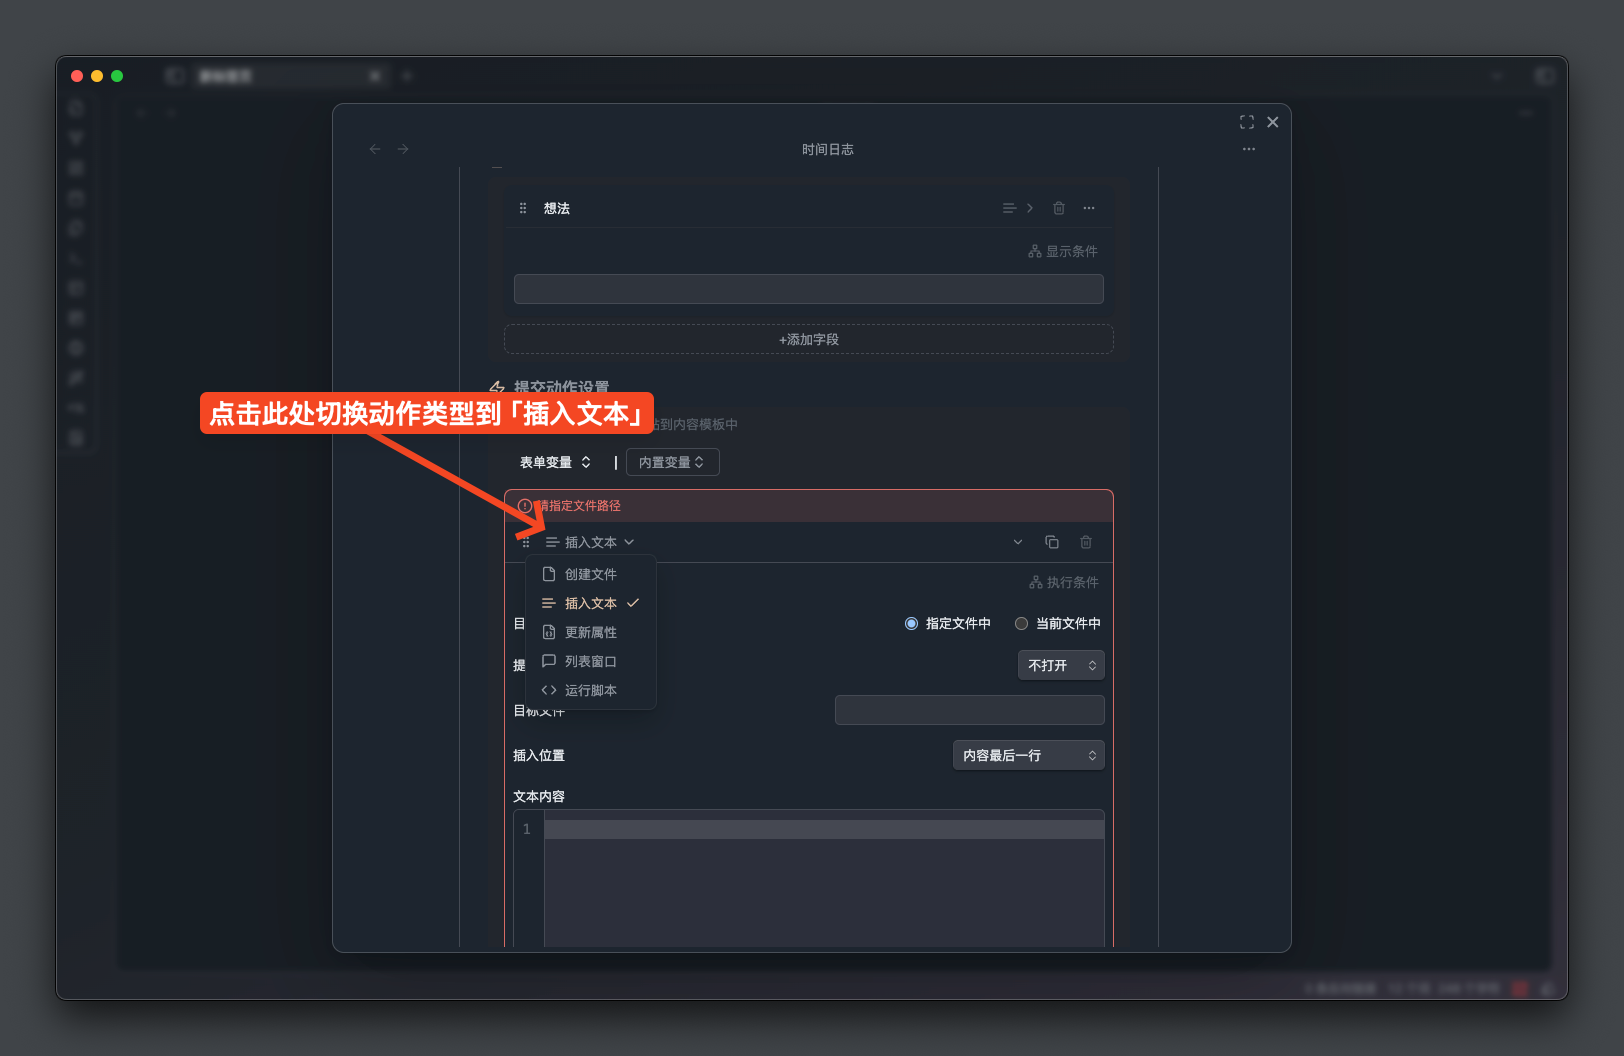 时间日志
想法
显示条件
+添加字段
提交动作设置
点击此处切换动作类型到「插入文本」
贴到内容模板中
表单变量
内置变量
请指定文件路径
插入文本
创建文件
执行条件
插入文本
目
指定文件中
当前文件中
更新属性
列表窗口
提
不打开
运行脚本
目标文件
插入位置
内容最后一行
文本内容
1